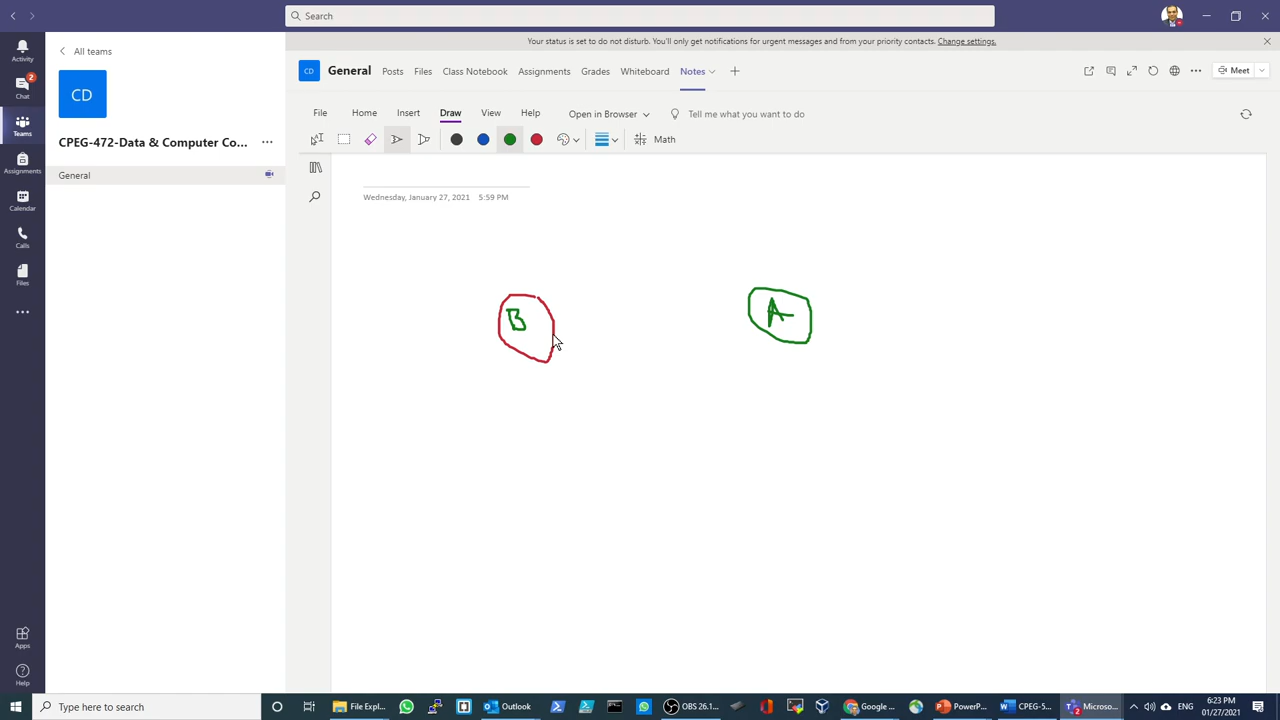 Search
Your status is set to do not disturb. You'll only get notifications for urgent messages and from your priority contacts. Change settings.
Activity
2
Chat
Teams
Assignments
Calendar
Calls
Files
Apps
Help
All teams
CD
CPEG-472-Data & Computer Co...
General
CD
General
Posts
Files
Class Notebook
Assignments
Grades
Whiteboard
Notes
Meet
File
Home
Insert
Draw
View
Help
Open in Browser
Tell me what you want to do
Math
Wednesday, January 27, 2021 5:59 PM
B
A
Type here to search
File Expl...
Outlook
OBS 26.1...
Google ...
PowerP...
CPEG-5...
2
Microso...
6:23 PM
01/27/2021